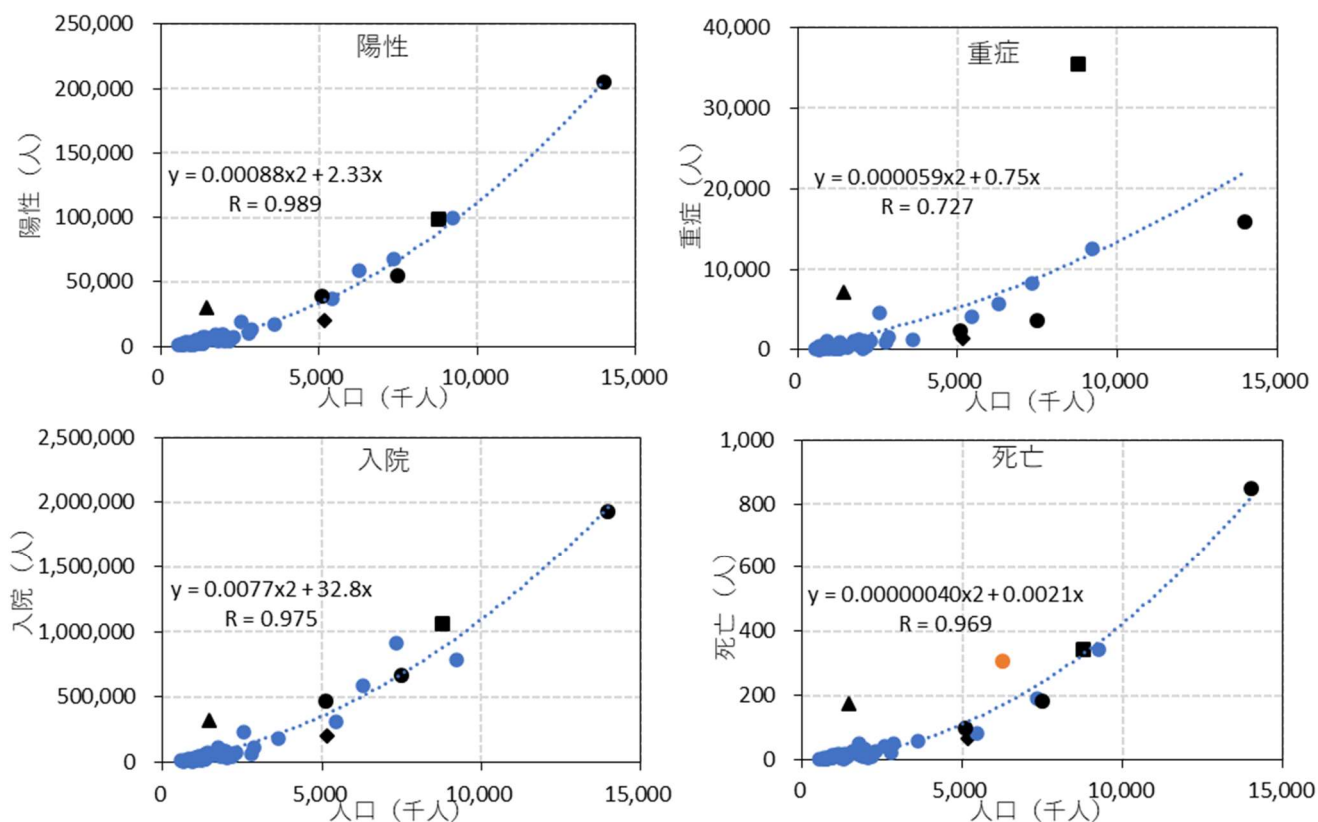 陽性
250,000
200,000
150,000
100,000
50,000
0
陽性（人）
y = 0.00088x2 + 2.33x
R = 0.989
0
5,000
10,000
15,000
人口（千人）
重症
40,000
30,000
20,000
10,000
0
重症（人）
y = 0.000059x2 + 0.75x
R = 0.727
0
5,000
10,000
15,000
人口（千人）
入院
2,500,000
2,000,000
1,500,000
1,000,000
500,000
0
入院（人）
y = 0.0077x2 + 32.8x
R = 0.975
0
5,000
10,000
15,000
人口（千人）
死亡
1,000
800
600
400
200
0
死亡（人）
y = 0.00000040x2 + 0.0021x
R = 0.969
0
5,000
10,000
15,000
人口（千人）